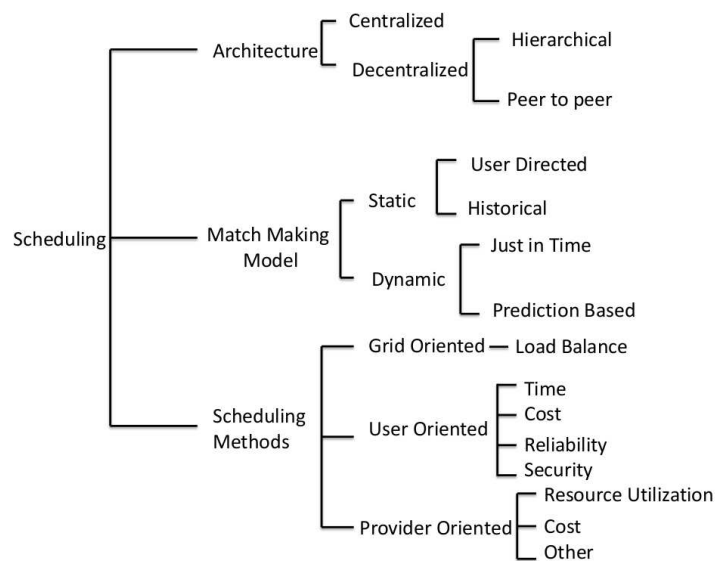 Scheduling
Architecture
Centralized
Decentralized
Hierarchical
Peer to peer
Match Making
Model
Static
User Directed
Historical
Dynamic
Just in Time
Prediction Based
Scheduling
Methods
Grid Oriented
Load Balance
User Oriented
Time
Cost
Reliability
Security
Provider Oriented
Resource Utilization
Cost
Other